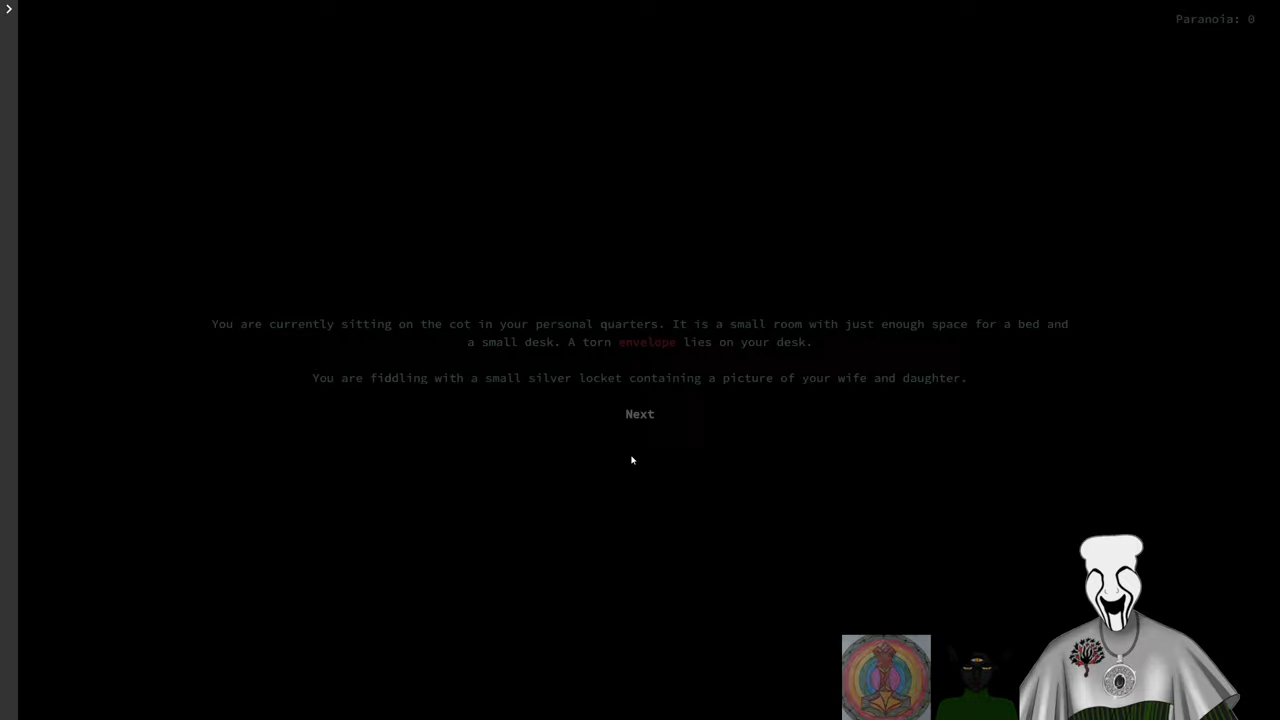 Paranoia: 0
You are currently sitting on the cot in your personal quarters. It is a small room with just enough space for a bed and
a small desk. A torn envelope lies on your desk.
You are fiddling with a small silver locket containing a picture of your wife and daughter.
Next